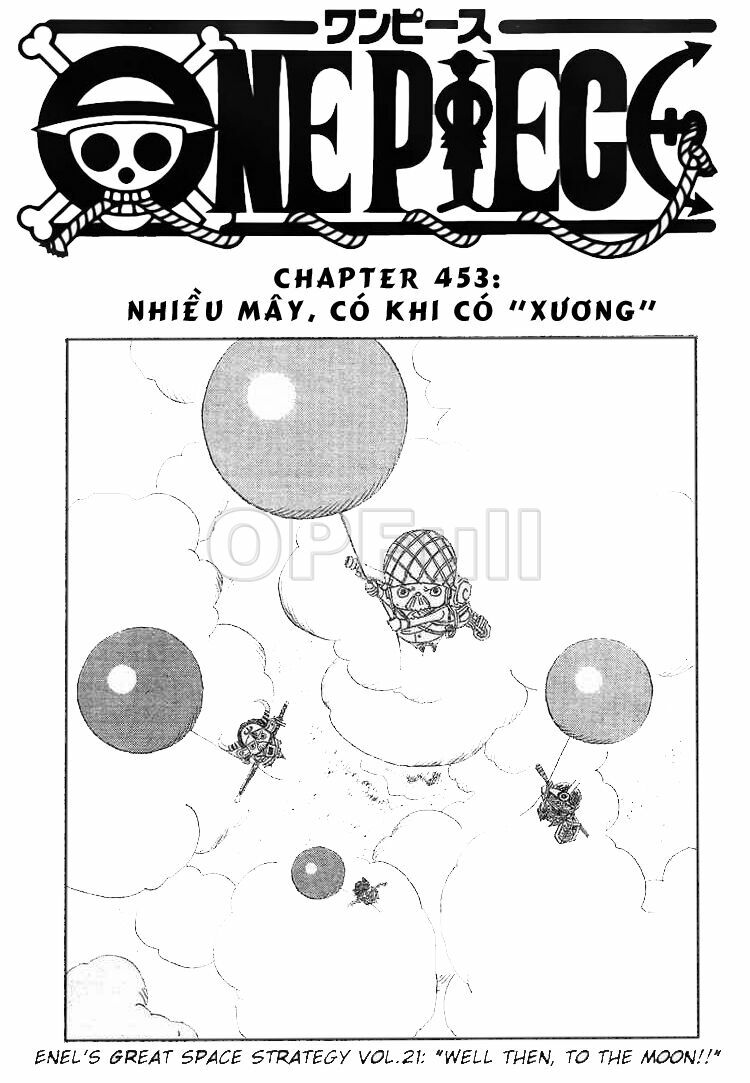 ワンピース
ONE PIECE
CHAPTER 453:
NHIỀU MÂY, CÓ KHI CÓ "XƯƠNG"
ENEL'S GREAT SPACE STRATEGY VOL.21: "WELL THEN, TO THE MOON!!"